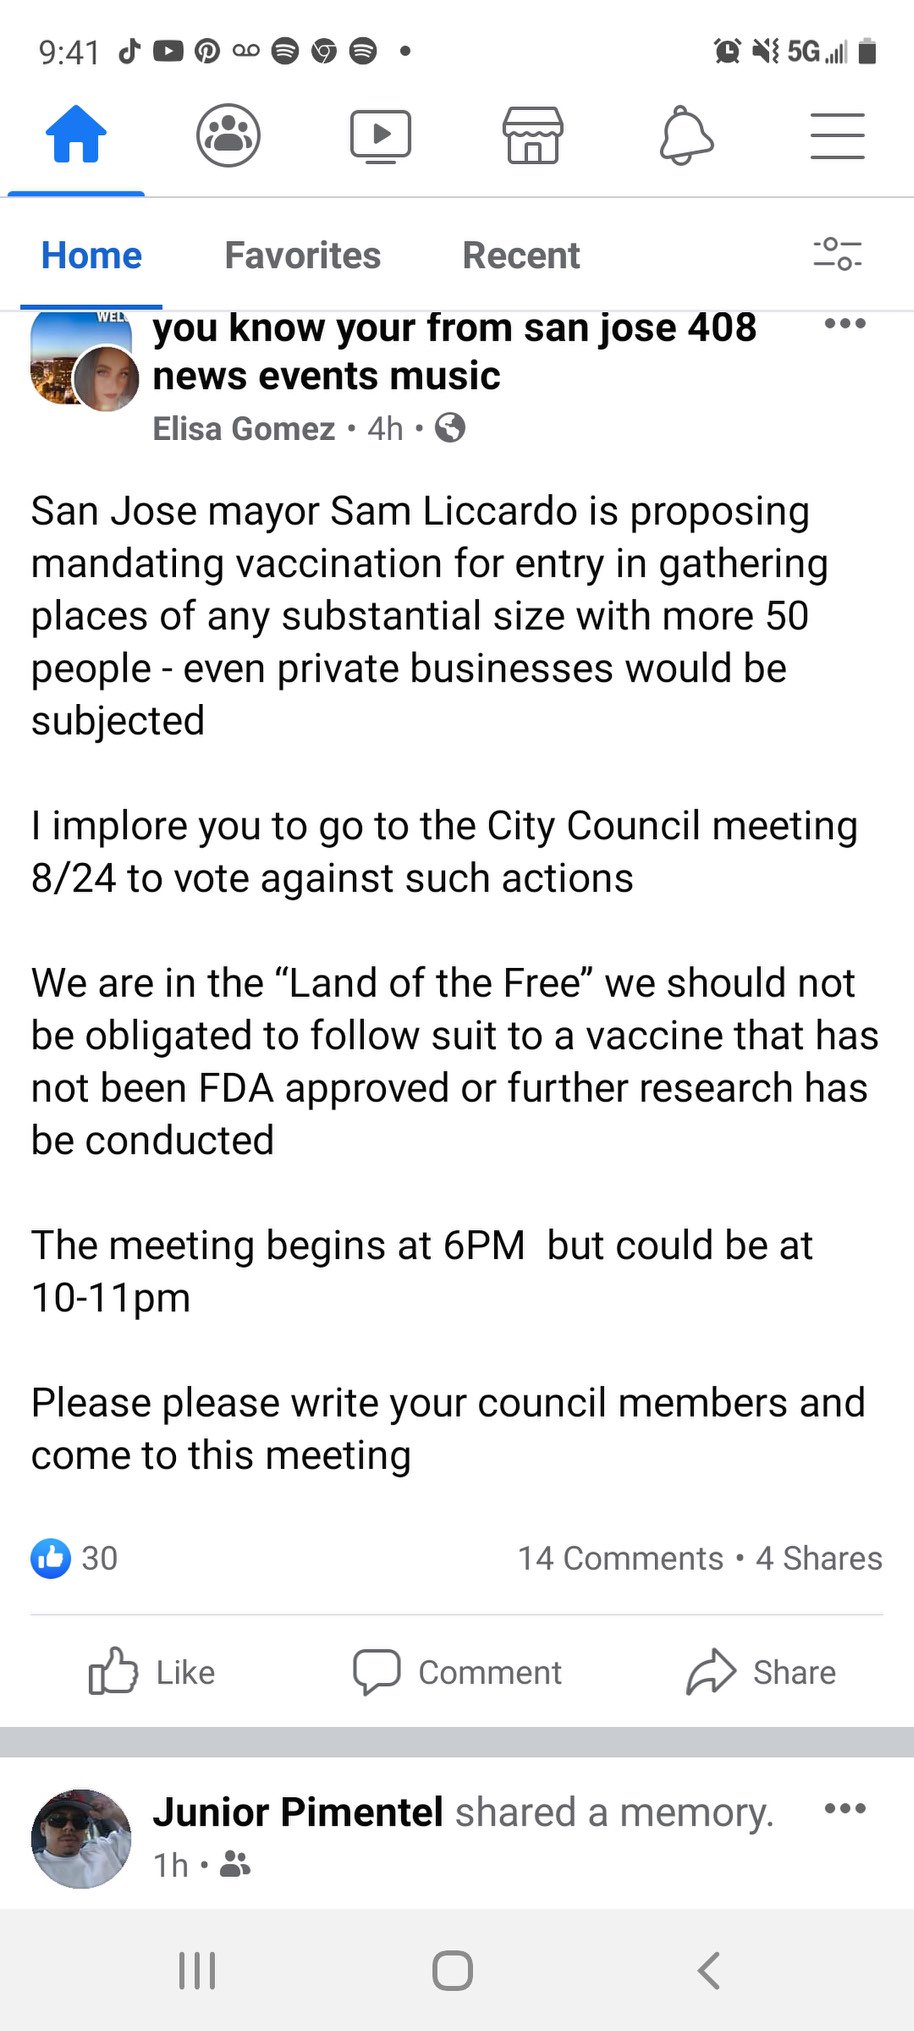 9:41
5G
Home Favorites Recent
WEL
you know your from san jose 408
news events music
Elisa Gomez • 4h •
San Jose mayor Sam Liccardo is proposing
mandating vaccination for entry in gathering
places of any substantial size with more 50
people - even private businesses would be
subjected
I implore you to go to the City Council meeting
8/24 to vote against such actions
We are in the “Land of the Free” we should not
be obligated to follow suit to a vaccine that has
not been FDA approved or further research has
be conducted
The meeting begins at 6PM  but could be at
10-11pm
Please please write your council members and
come to this meeting
30
14 Comments • 4 Shares
Like Comment Share
Junior Pimentel shared a memory.
1h •